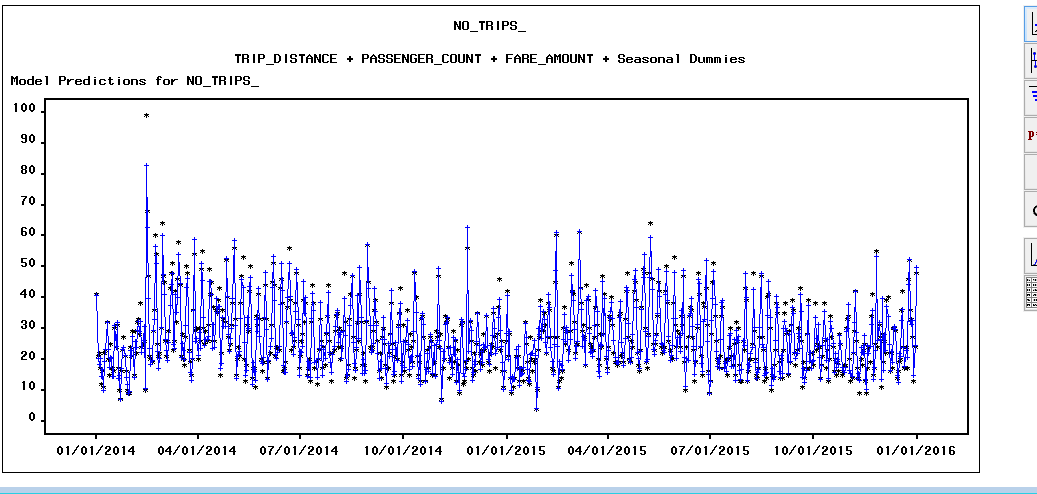 NO_TRIPS_
TRIP_DISTANCE + PASSENGER_COUNT + FARE_AMOUNT + Seasonal Dummies
Model Predictions for NO_TRIPS_
100
90
80
70
60
50
40
30
20
10
0
01/01/2014 04/01/2014 07/01/2014 10/01/2014 01/01/2015 04/01/2015 07/01/2015 10/01/2015 01/01/2016